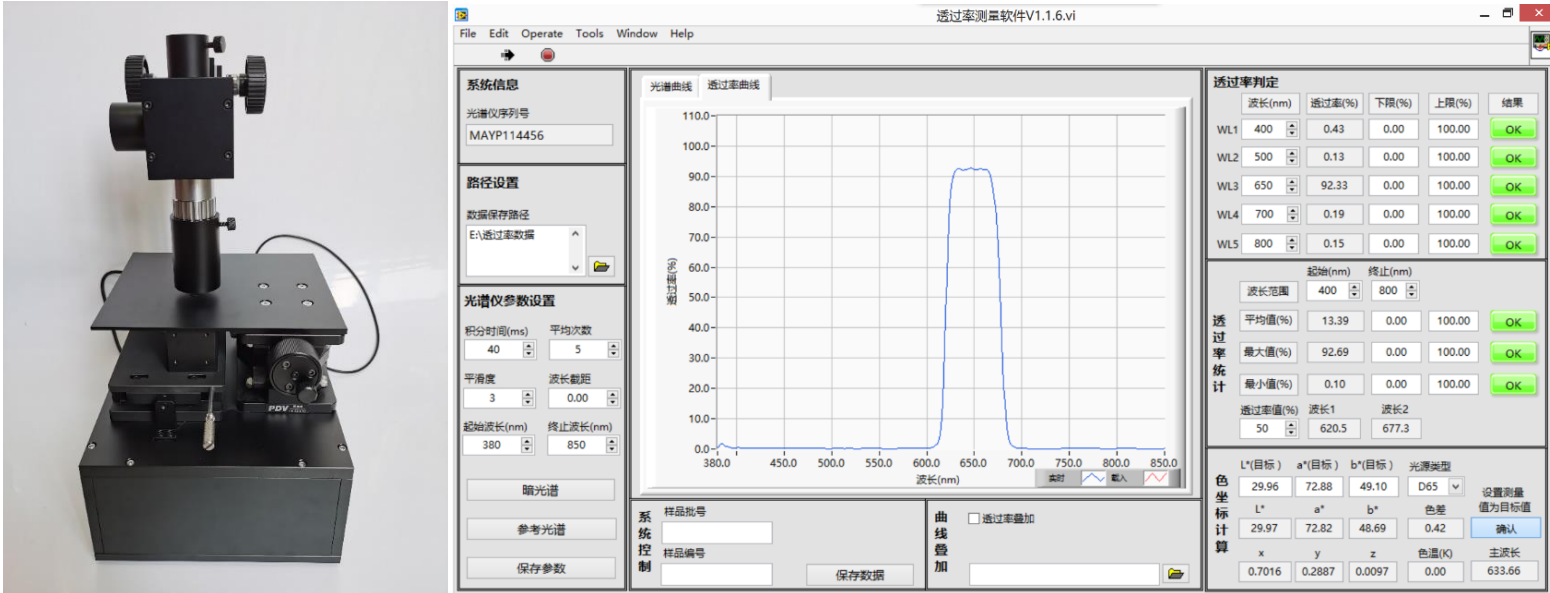 PDV
透过率测量软件V1.1.6.vi
File Edit Operate Tools Window Help
系统信息
光谱仪序列号
MAYP114456
路径设置
数据保存路径
E:\透过率数据
光谱仪参数设置
积分时间(ms) 平均次数
40 5
平滑度 波长截距
3 0.00
起始波长(nm) 终止波长(nm)
380 850
暗光谱
参考光谱
保存参数
光谱曲线 透过率曲线
透过率(%)
110.0
100.0
90.0
80.0
70.0
60.0
50.0
40.0
30.0
20.0
10.0
0.0
380.0 450.0 500.0 550.0 600.0 650.0 700.0 750.0 800.0 850.0
波长(nm)
实时 载入
系统控制
样品批号
样品编号
保存数据
曲线叠加
透过率叠加
透过率判定
波长(nm) 透过率(%) 下限(%) 上限(%) 结果
WL1 400 0.43 0.00 100.00 OK
WL2 500 0.13 0.00 100.00 OK
WL3 650 92.33 0.00 100.00 OK
WL4 700 0.19 0.00 100.00 OK
WL5 800 0.15 0.00 100.00 OK
透过率统计
起始(nm) 终止(nm)
波长范围 400 800
平均值(%) 13.39 0.00 100.00 OK
最大值(%) 92.69 0.00 100.00 OK
最小值(%) 0.10 0.00 100.00 OK
透过率值(%) 波长1 波长2
50 620.5 677.3
色坐标计算
L*(目标) a*(目标) b*(目标) 光源类型
29.96 72.88 49.10 D65
设置测量
值为目标值
L* a* b* 色差
29.97 72.82 48.69 0.42 确认
x y z 色温(K) 主波长
0.7016 0.2887 0.0097 0.00 633.66